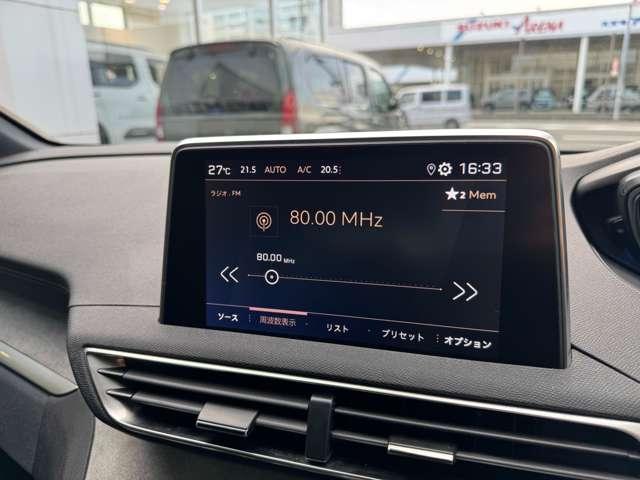 SUZUKI Arena
27℃ 21.5 AUTO A/C 20.5 16:33
ラジオ . FM
★2 Mem
80.00 MHz
80.00 MHz
ソース 周波数表示 リスト プリセット オプション